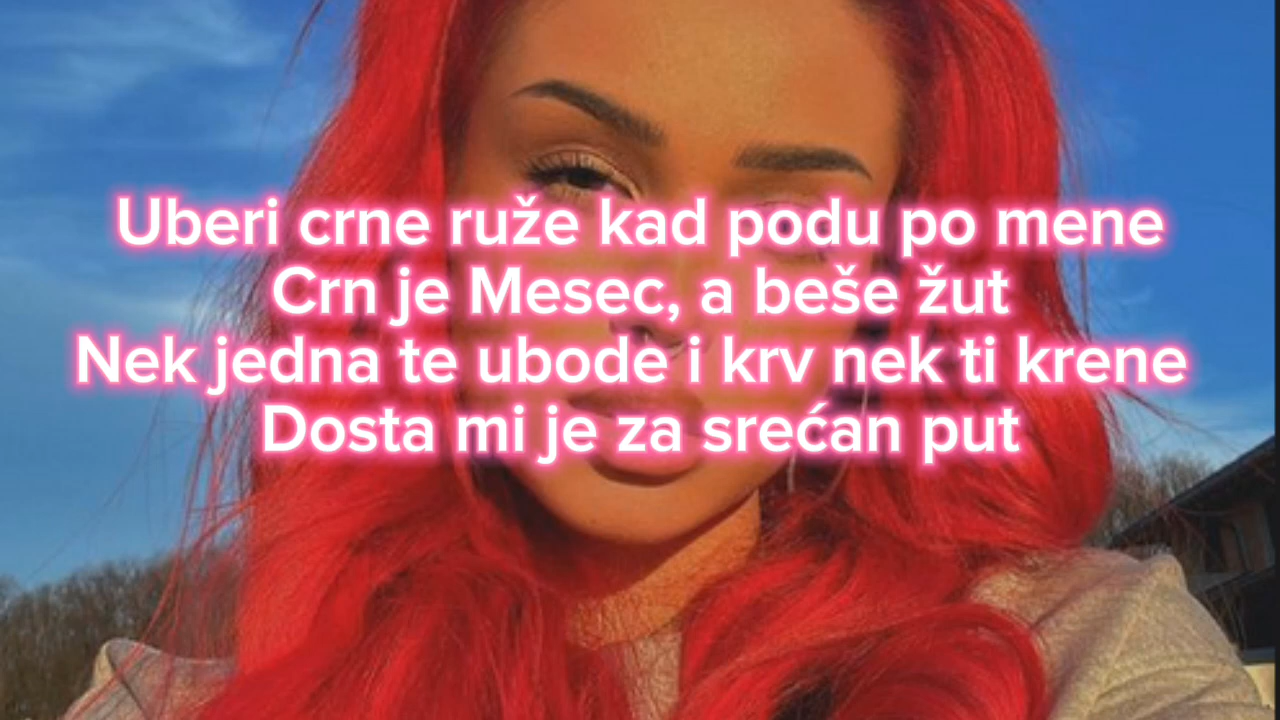 Uberi crne ruže kad podu po mene
Crn je Mesec, a beše žut
Nek jedna te ubode i krv nek ti krene
Dosta mi je za srećan put